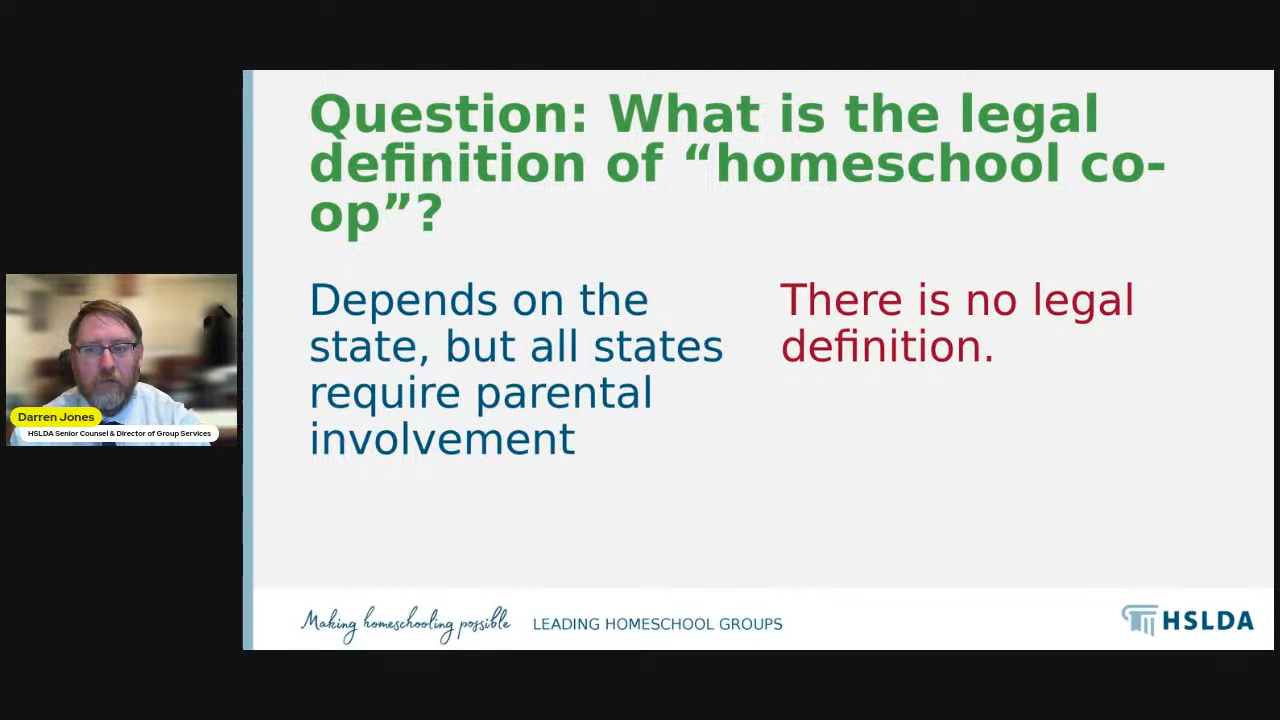 Question: What is the legal
definition of “homeschool co-
op”?
Depends on the
state, but all states
require parental
involvement
There is no legal
definition.
Darren Jones
HSLDA Senior Counsel & Director of Group Services
Making homeschooling possible
LEADING HOMESCHOOL GROUPS
HSLDA